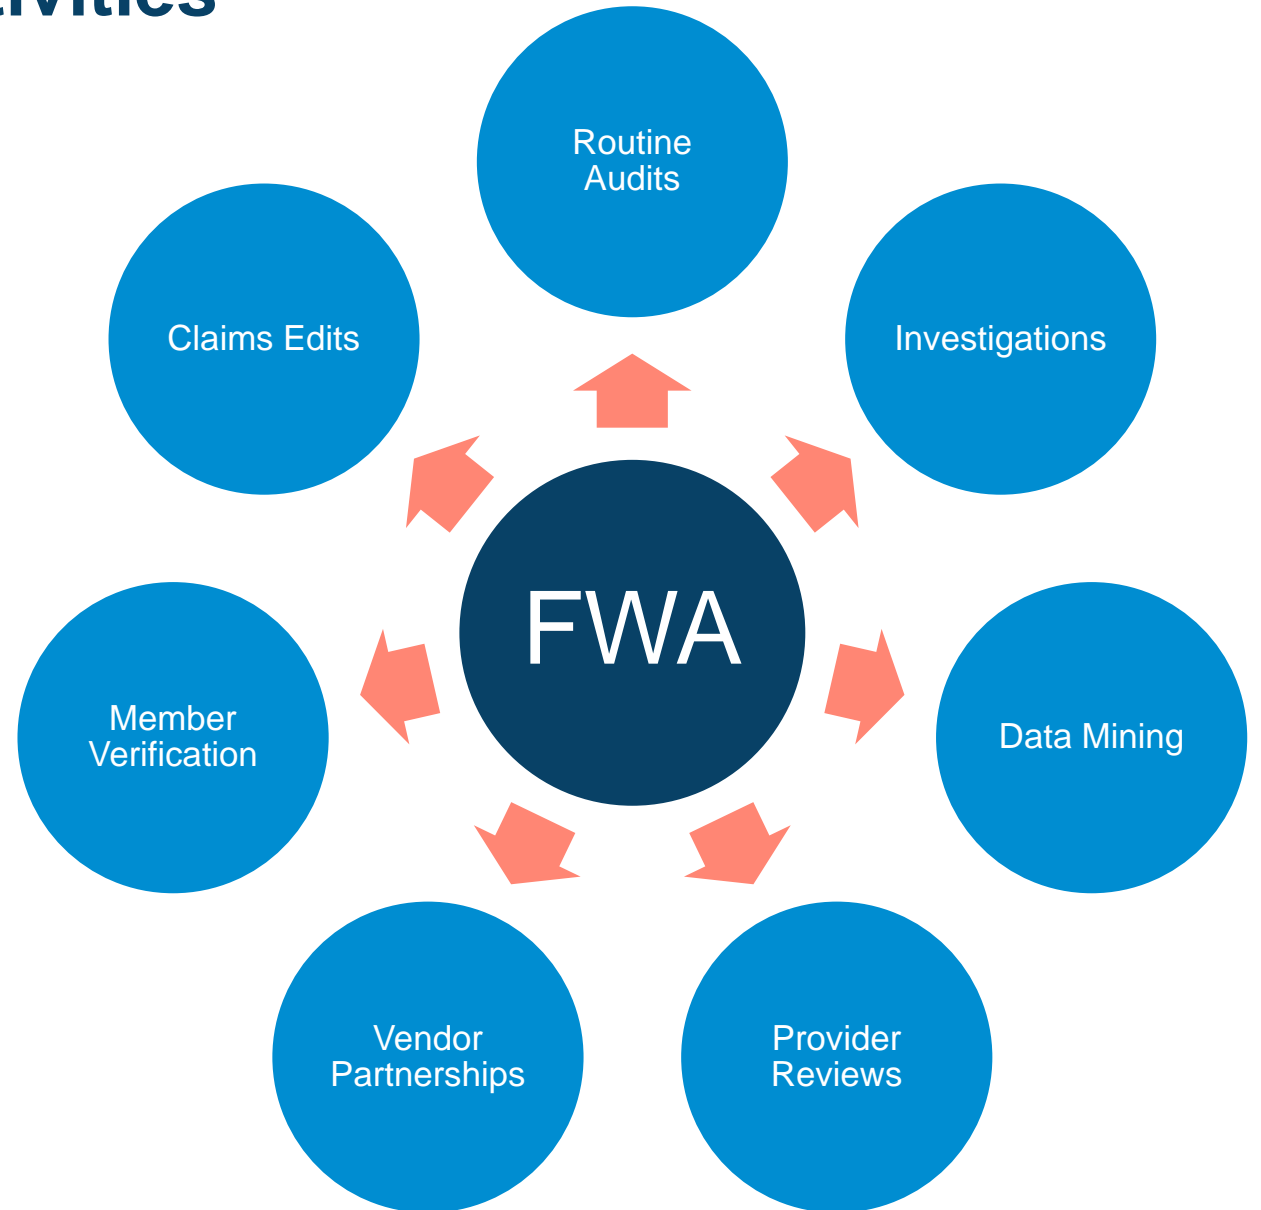 Routine
Audits
Investigations
Data Mining
Provider
Reviews
Vendor
Partnerships
Member
Verification
Claims Edits
FWA